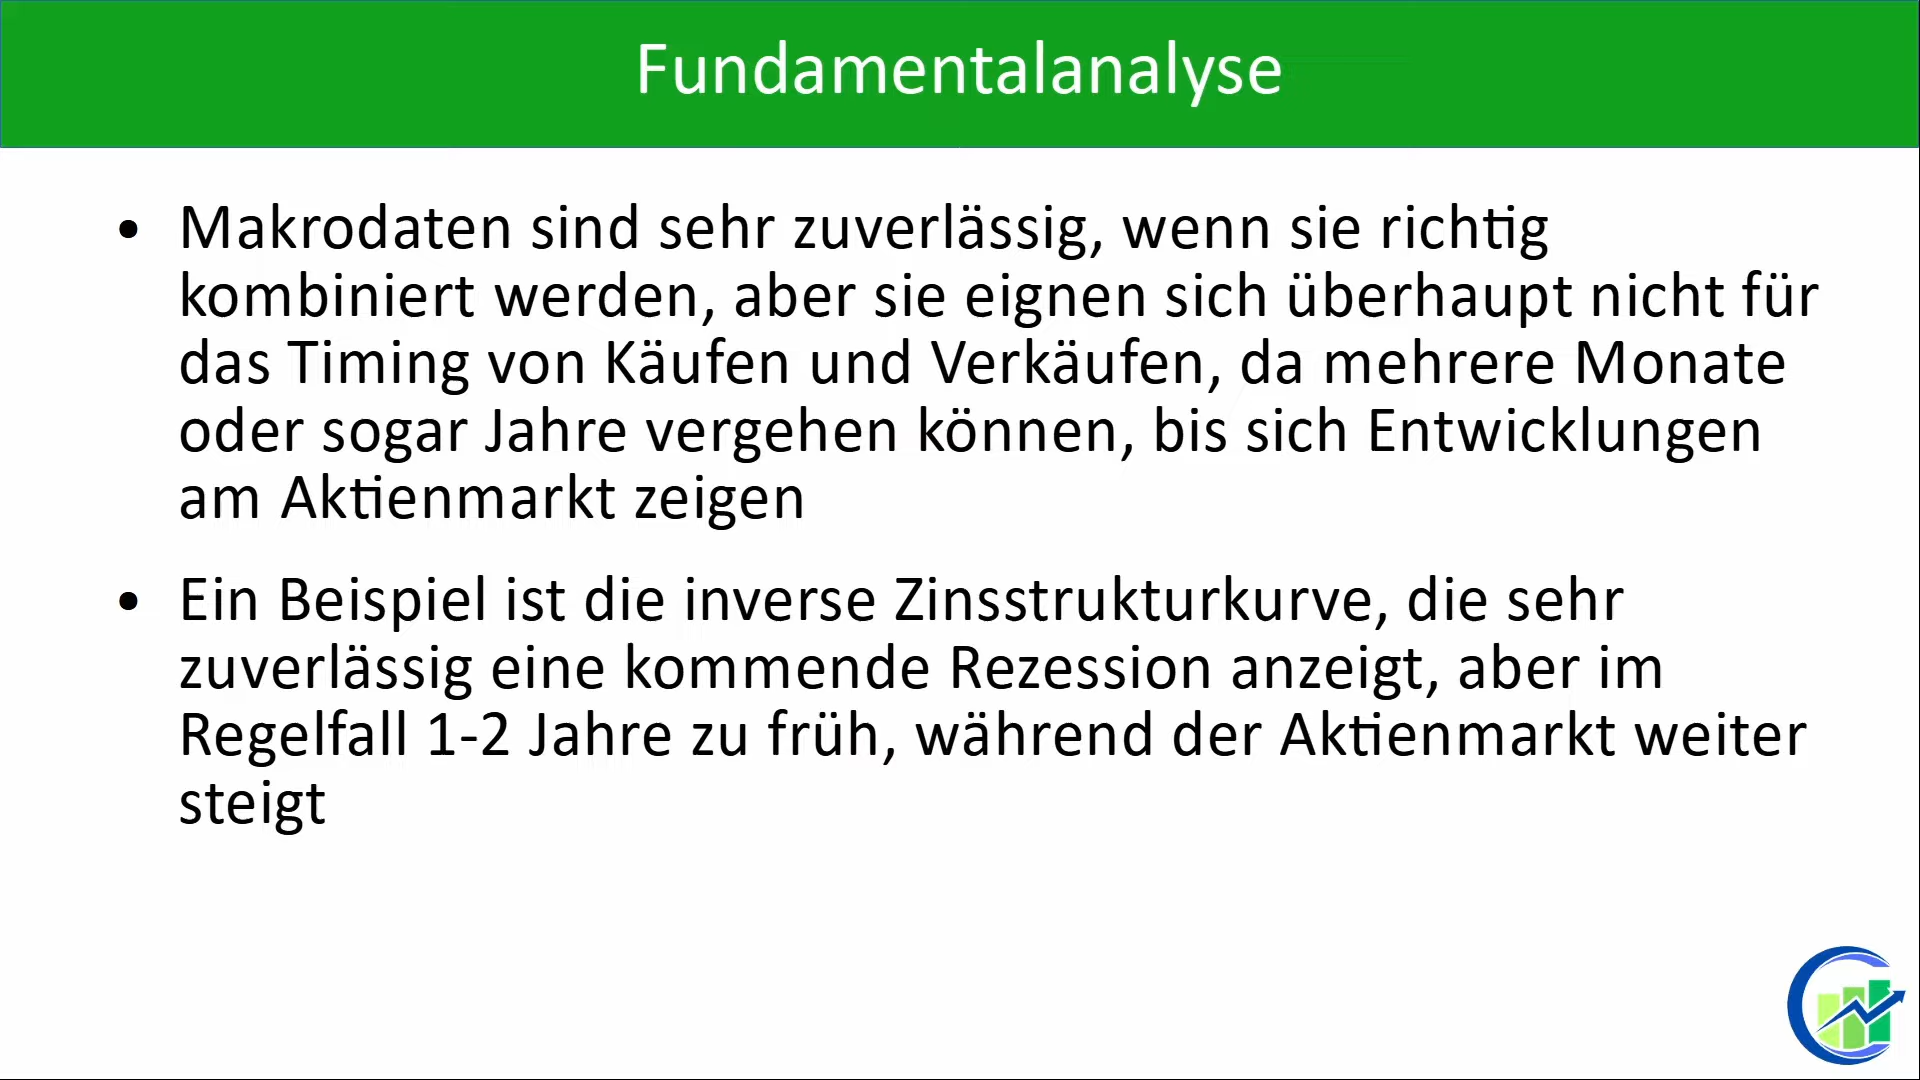 Fundamentalanalyse
• Makrodaten sind sehr zuverlässig, wenn sie richtig
kombiniert werden, aber sie eignen sich überhaupt nicht für
das Timing von Käufen und Verkäufen, da mehrere Monate
oder sogar Jahre vergehen können, bis sich Entwicklungen
am Aktienmarkt zeigen
• Ein Beispiel ist die inverse Zinsstrukturkurve, die sehr
zuverlässig eine kommende Rezession anzeigt, aber im
Regelfall 1-2 Jahre zu früh, während der Aktienmarkt weiter
steigt